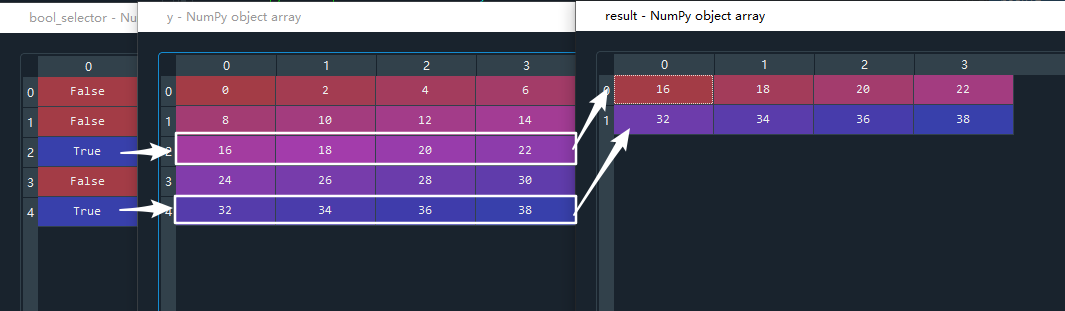 bool_selector - Nu
0
0 False
1 False
2 True
3 False
4 True
y - NumPy object array
0 1 2 3
0 0 2 4 6
1 8 10 12 14
2 16 18 20 22
3 24 26 28 30
4 32 34 36 38
result - NumPy object array
0 1 2 3
0 16 18 20 22
1 32 34 36 38